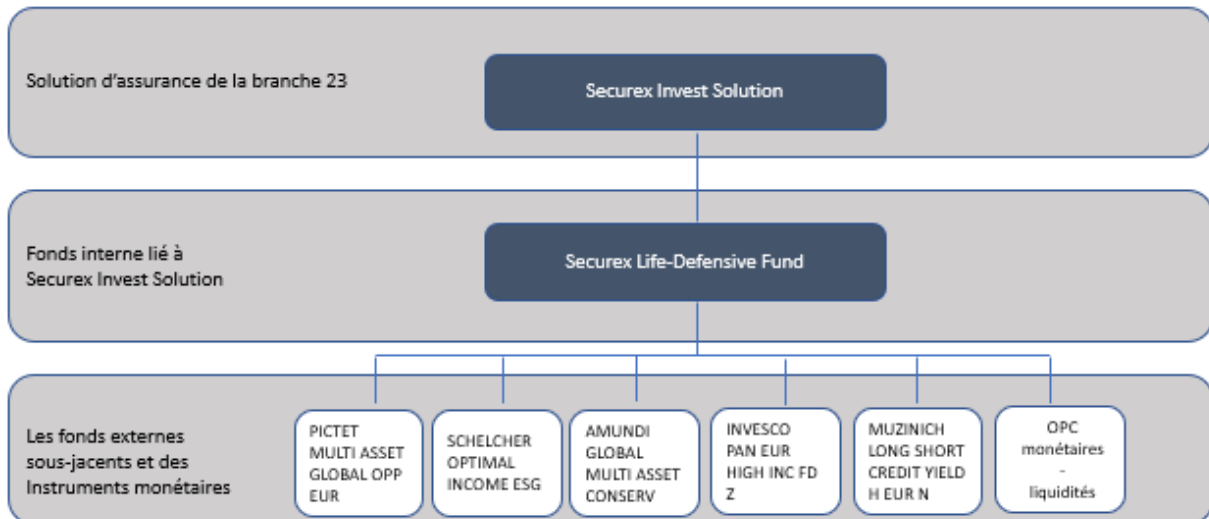 Solution d'assurance de la branche 23
Securex Invest Solution
Fonds interne lié à
Securex Invest Solution
Securex Life-Defensive Fund
Les fonds externes
sous-jacents et des
Instruments monétaires
PICTET
MULTI ASSET
GLOBAL OPP
EUR
SCHELCHER
OPTIMAL
INCOME ESG
AMUNDI
GLOBAL
MULTI ASSET
CONSERV
INVESCO
PAN EUR
HIGH INC FD
Z
MUZINICH
LONG SHORT
CREDIT YIELD
H EUR N
OPC
monétaires
-
liquidités